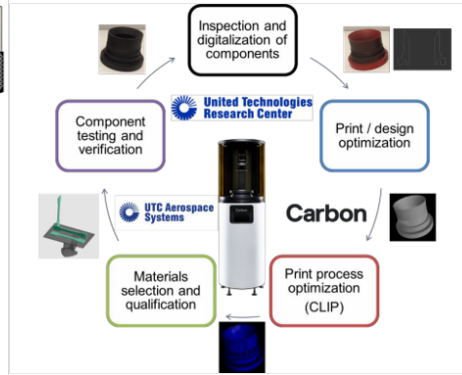 Inspection and
digitalization of
components
United Technologies
Research Center
Component
testing and
verification
Print / design
optimization
UTC Aerospace
Systems
Carbon
Materials
selection and
qualification
Print process
optimization
(CLIP)